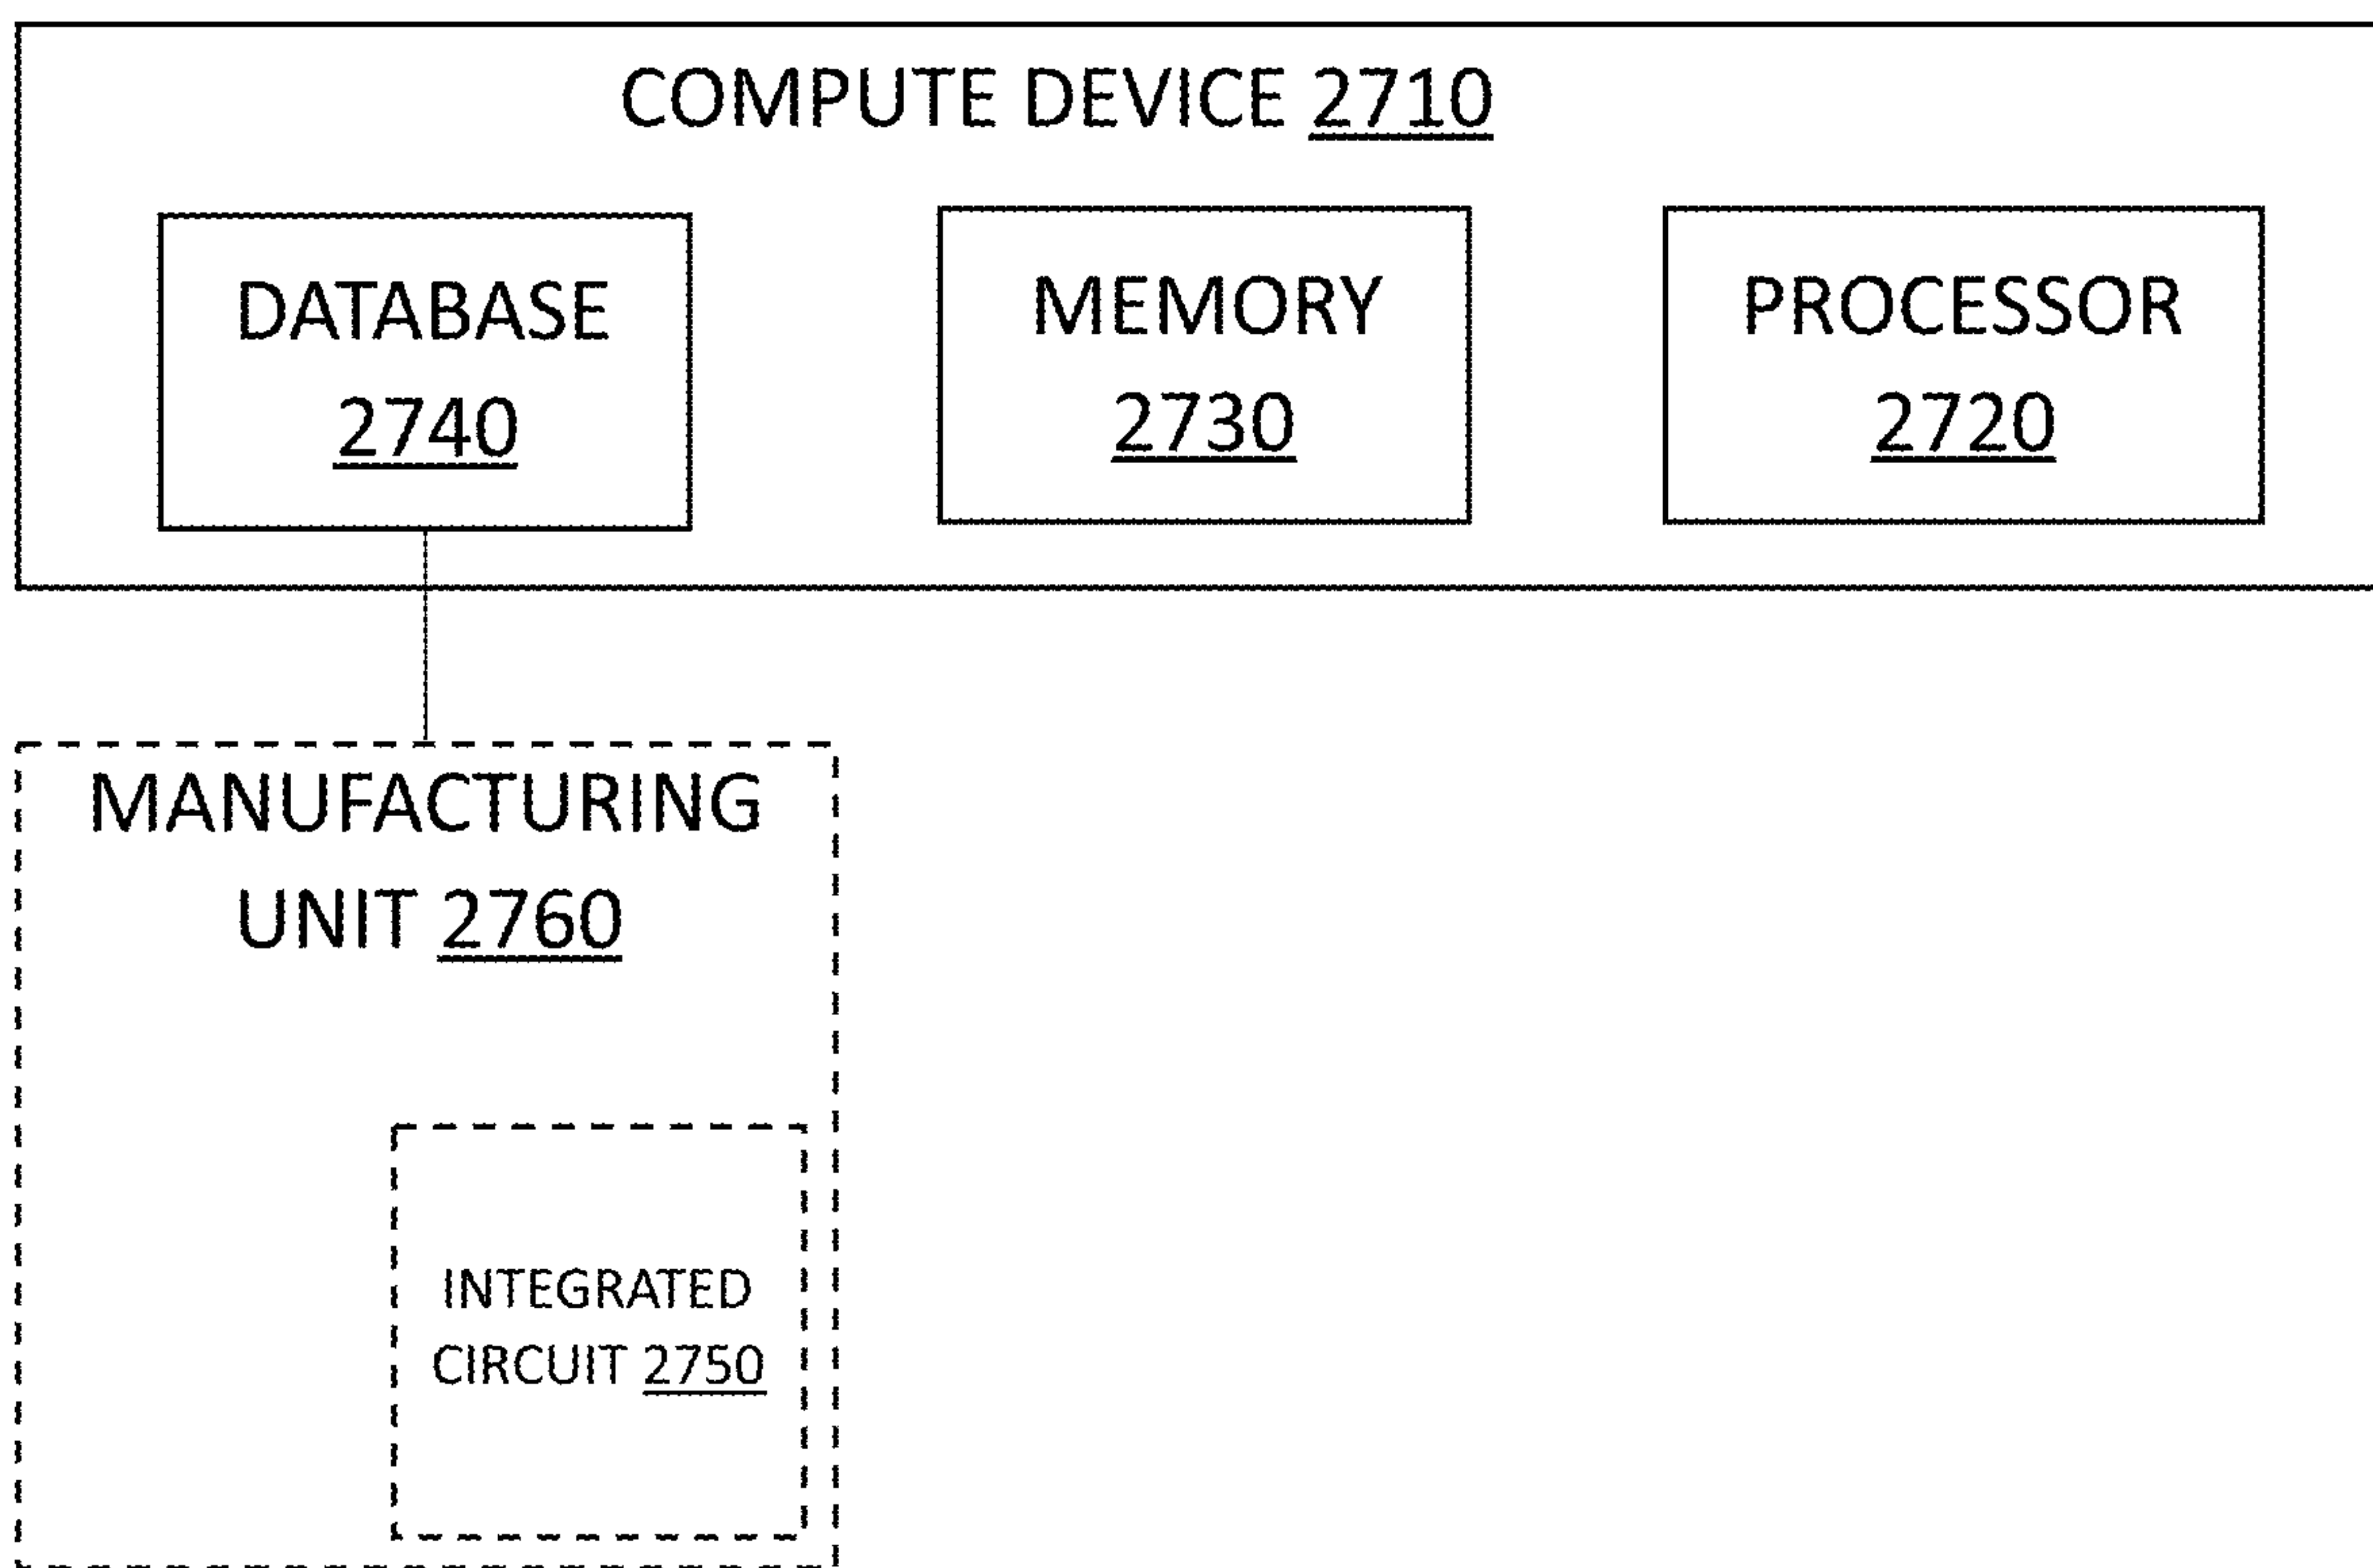 COMPUTE DEVICE 2710
DATABASE
2740
MEMORY
2730
PROCESSOR
2720
MANUFACTURING
UNIT 2760
INTEGRATED
CIRCUIT 2750